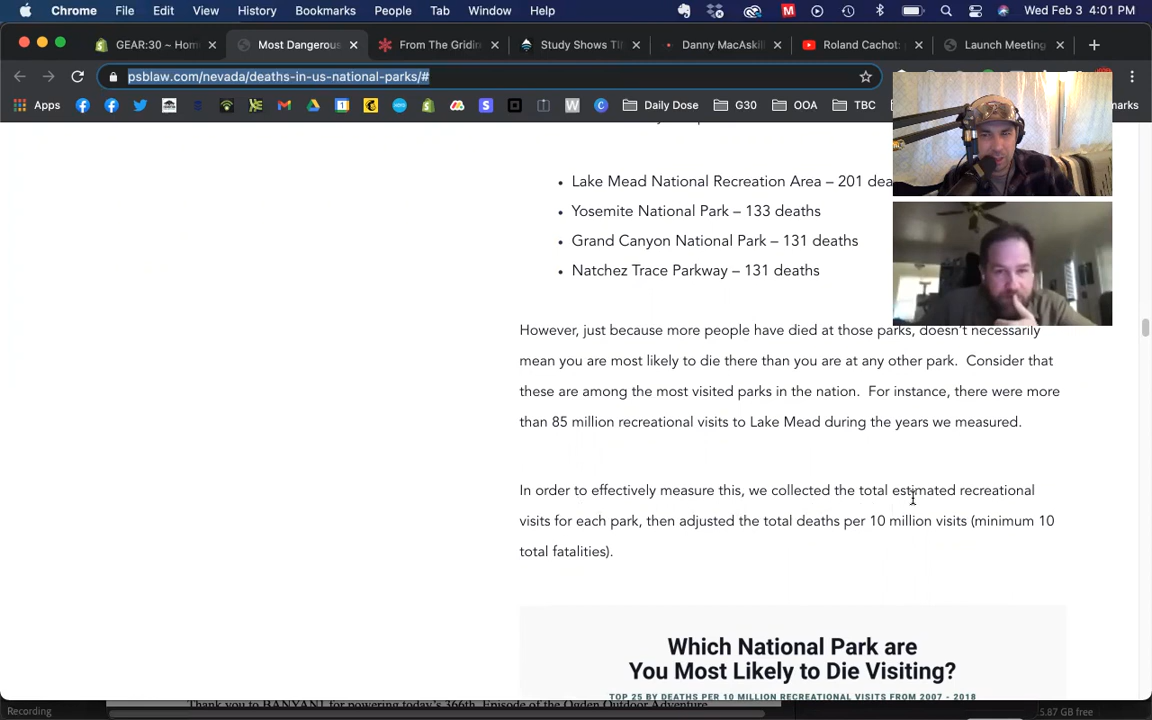 Chrome File Edit View History Bookmarks People Tab Window Help Wed Feb 3 4:01 PM
GEAR:30 ~ Hom Most Dangerous From The Gridir Study Shows Th Danny MacAskill Roland Cachot: Launch Meeting
psblaw.com/nevada/deaths-in-us-national-parks/#
Apps Daily Dose G30 OOA TBC marks
Lake Mead National Recreation Area – 201 dea
Yosemite National Park – 133 deaths
Grand Canyon National Park – 131 deaths
Natchez Trace Parkway – 131 deaths
However, just because more people have died at those parks, doesn't necessarily
mean you are most likely to die there than you are at any other park. Consider that
these are among the most visited parks in the nation. For instance, there were more
than 85 million recreational visits to Lake Mead during the years we measured.
In order to effectively measure this, we collected the total estimated recreational
visits for each park, then adjusted the total deaths per 10 million visits (minimum 10
total fatalities).
Which National Park are
You Most Likely to Die Visiting?
TOP 25 BY DEATHS PER 10 MILLION RECREATIONAL VISITS FROM 2007 - 2018
Recording Thank you to BANYAN1 for powering today's 366th Episode of the Ogden Outdoor Adventure 5.87 GB free